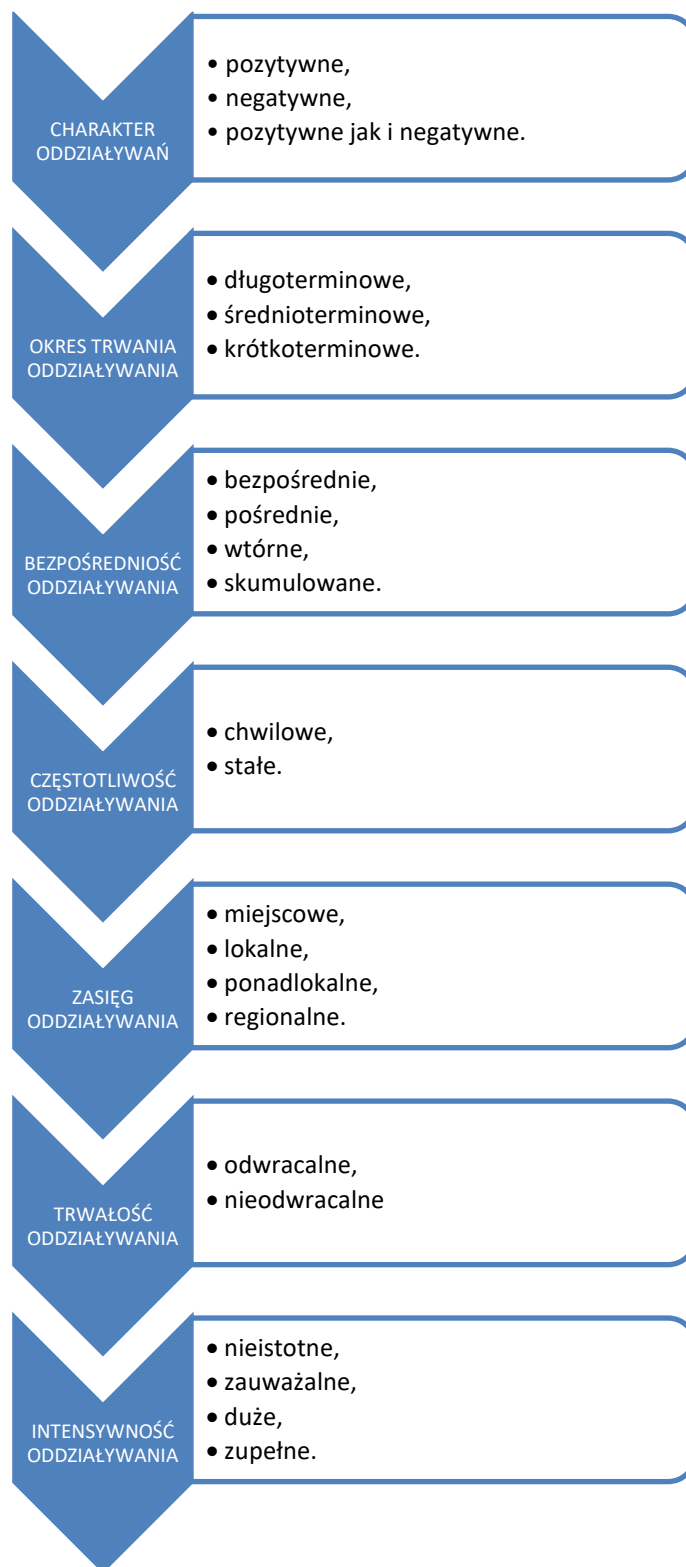 CHARAKTER
ODDZIAŁYWAŃ
• pozytywne,
• negatywne,
• pozytywne jak i negatywne.
OKRES TRWANIA
ODDZIAŁYWANIA
• długoterminowe,
• średnioterminowe,
• krótkoterminowe.
BEZPOŚREDNIOŚĆ
ODDZIAŁYWANIA
• bezpośrednie,
• pośrednie,
• wtórne,
• skumulowane.
CZĘSTOTLIWOŚĆ
ODDZIAŁYWANIA
• chwilowe,
• stałe.
ZASIĘG
ODDZIAŁYWANIA
• miejscowe,
• lokalne,
• ponadlokalne,
• regionalne.
TRWAŁOŚĆ
ODDZIAŁYWANIA
• odwracalne,
• nieodwracalne
INTENSYWNOŚĆ
ODDZIAŁYWANIA
• nieistotne,
• zauważalne,
• duże,
• zupełne.